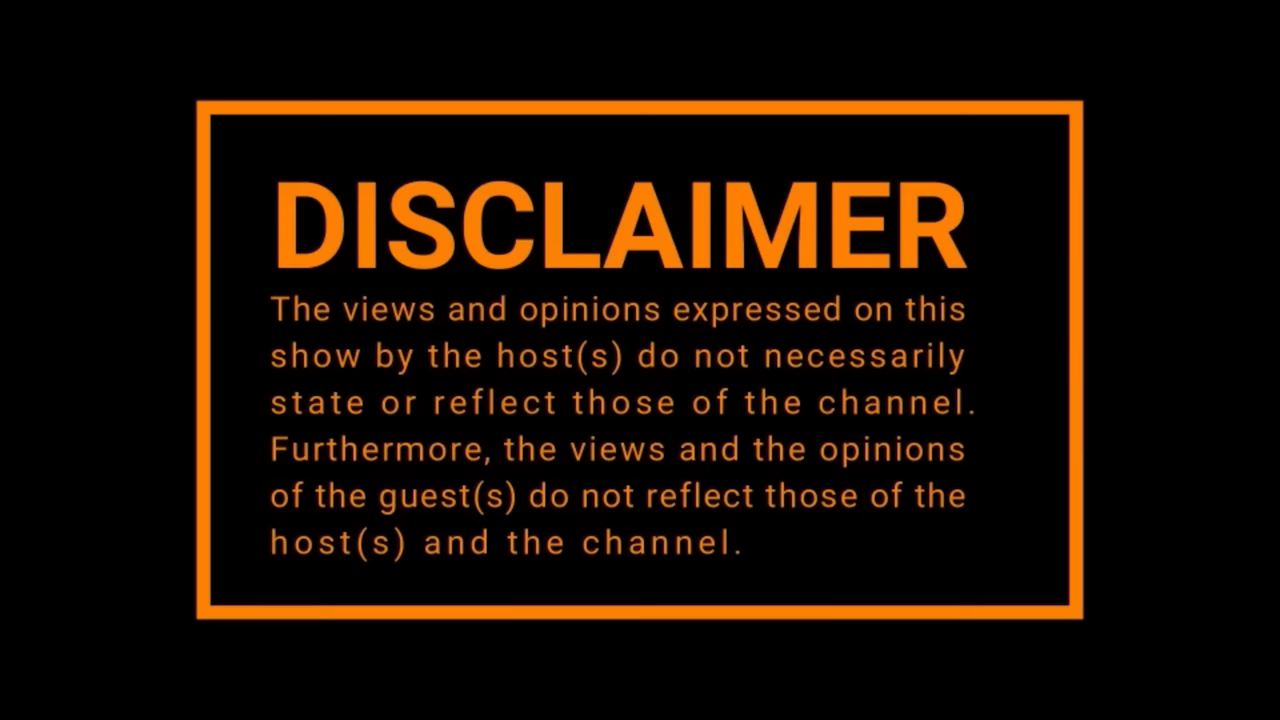 DISCLAIMER
The views and opinions expressed on this
show by the host(s) do not necessarily
state or reflect those of the channel.
Furthermore, the views and the opinions
of the guest(s) do not reflect those of the
host(s) and the channel.